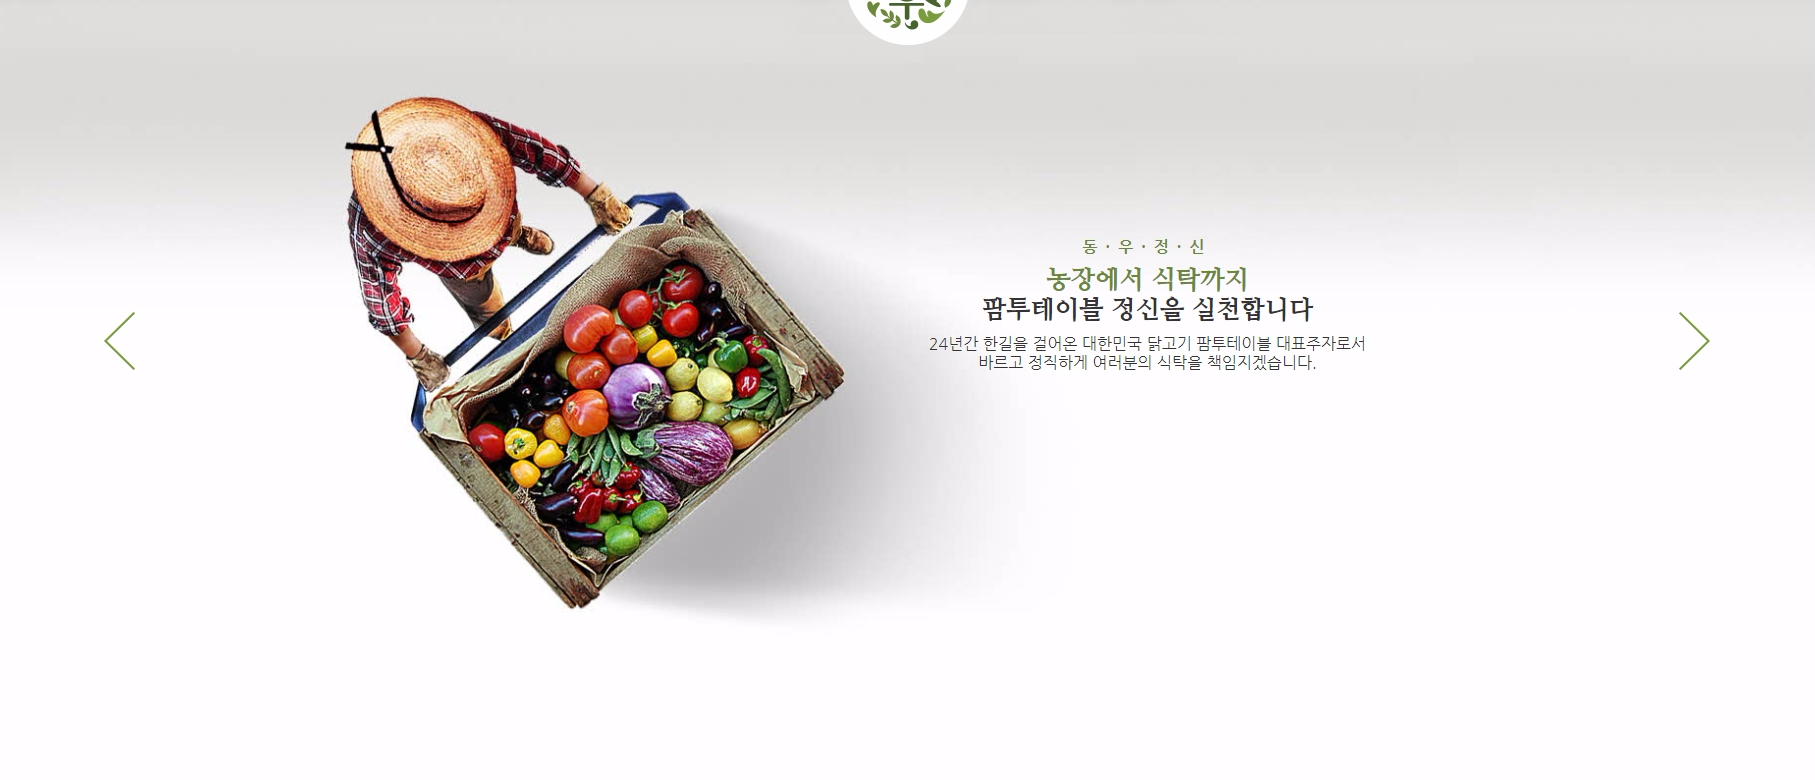 동·우·정·신
농장에서 식탁까지
팜투테이블 정신을 실천합니다
24년간 한길을 걸어온 대한민국 닭고기 팜투테이블 대표주자로서
바르고 정직하게 여러분의 식탁을 책임지겠습니다.